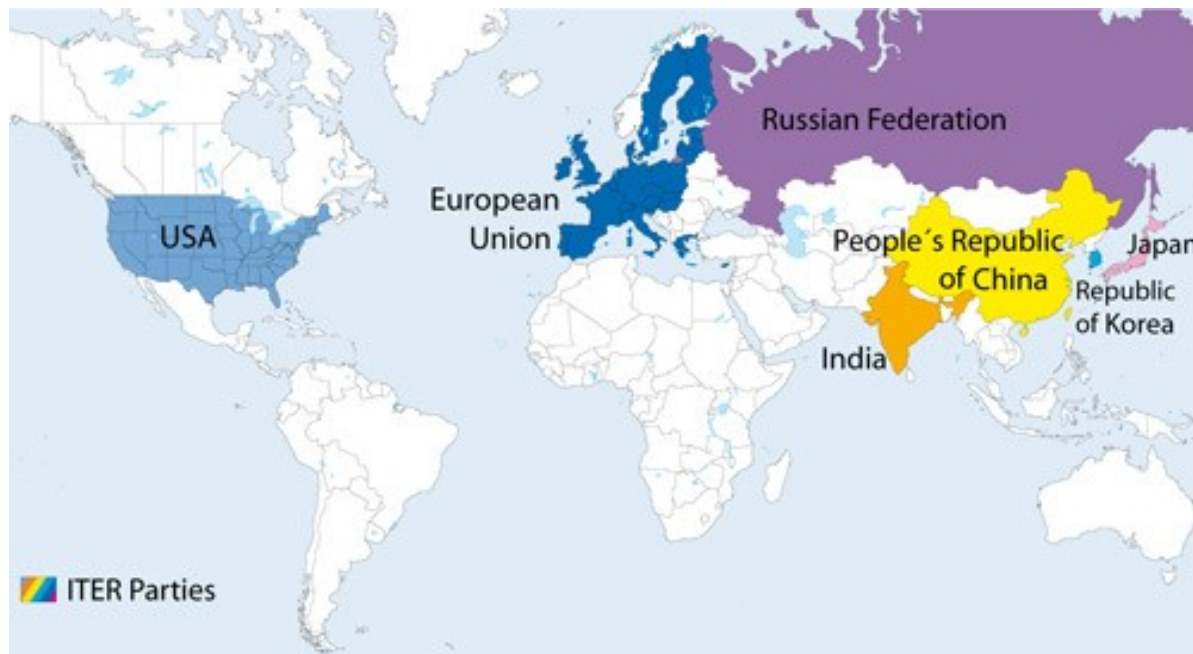 Russian Federation
European
Union
USA
People´s Republic
of China
Japan
Republic
of Korea
India
ITER Parties